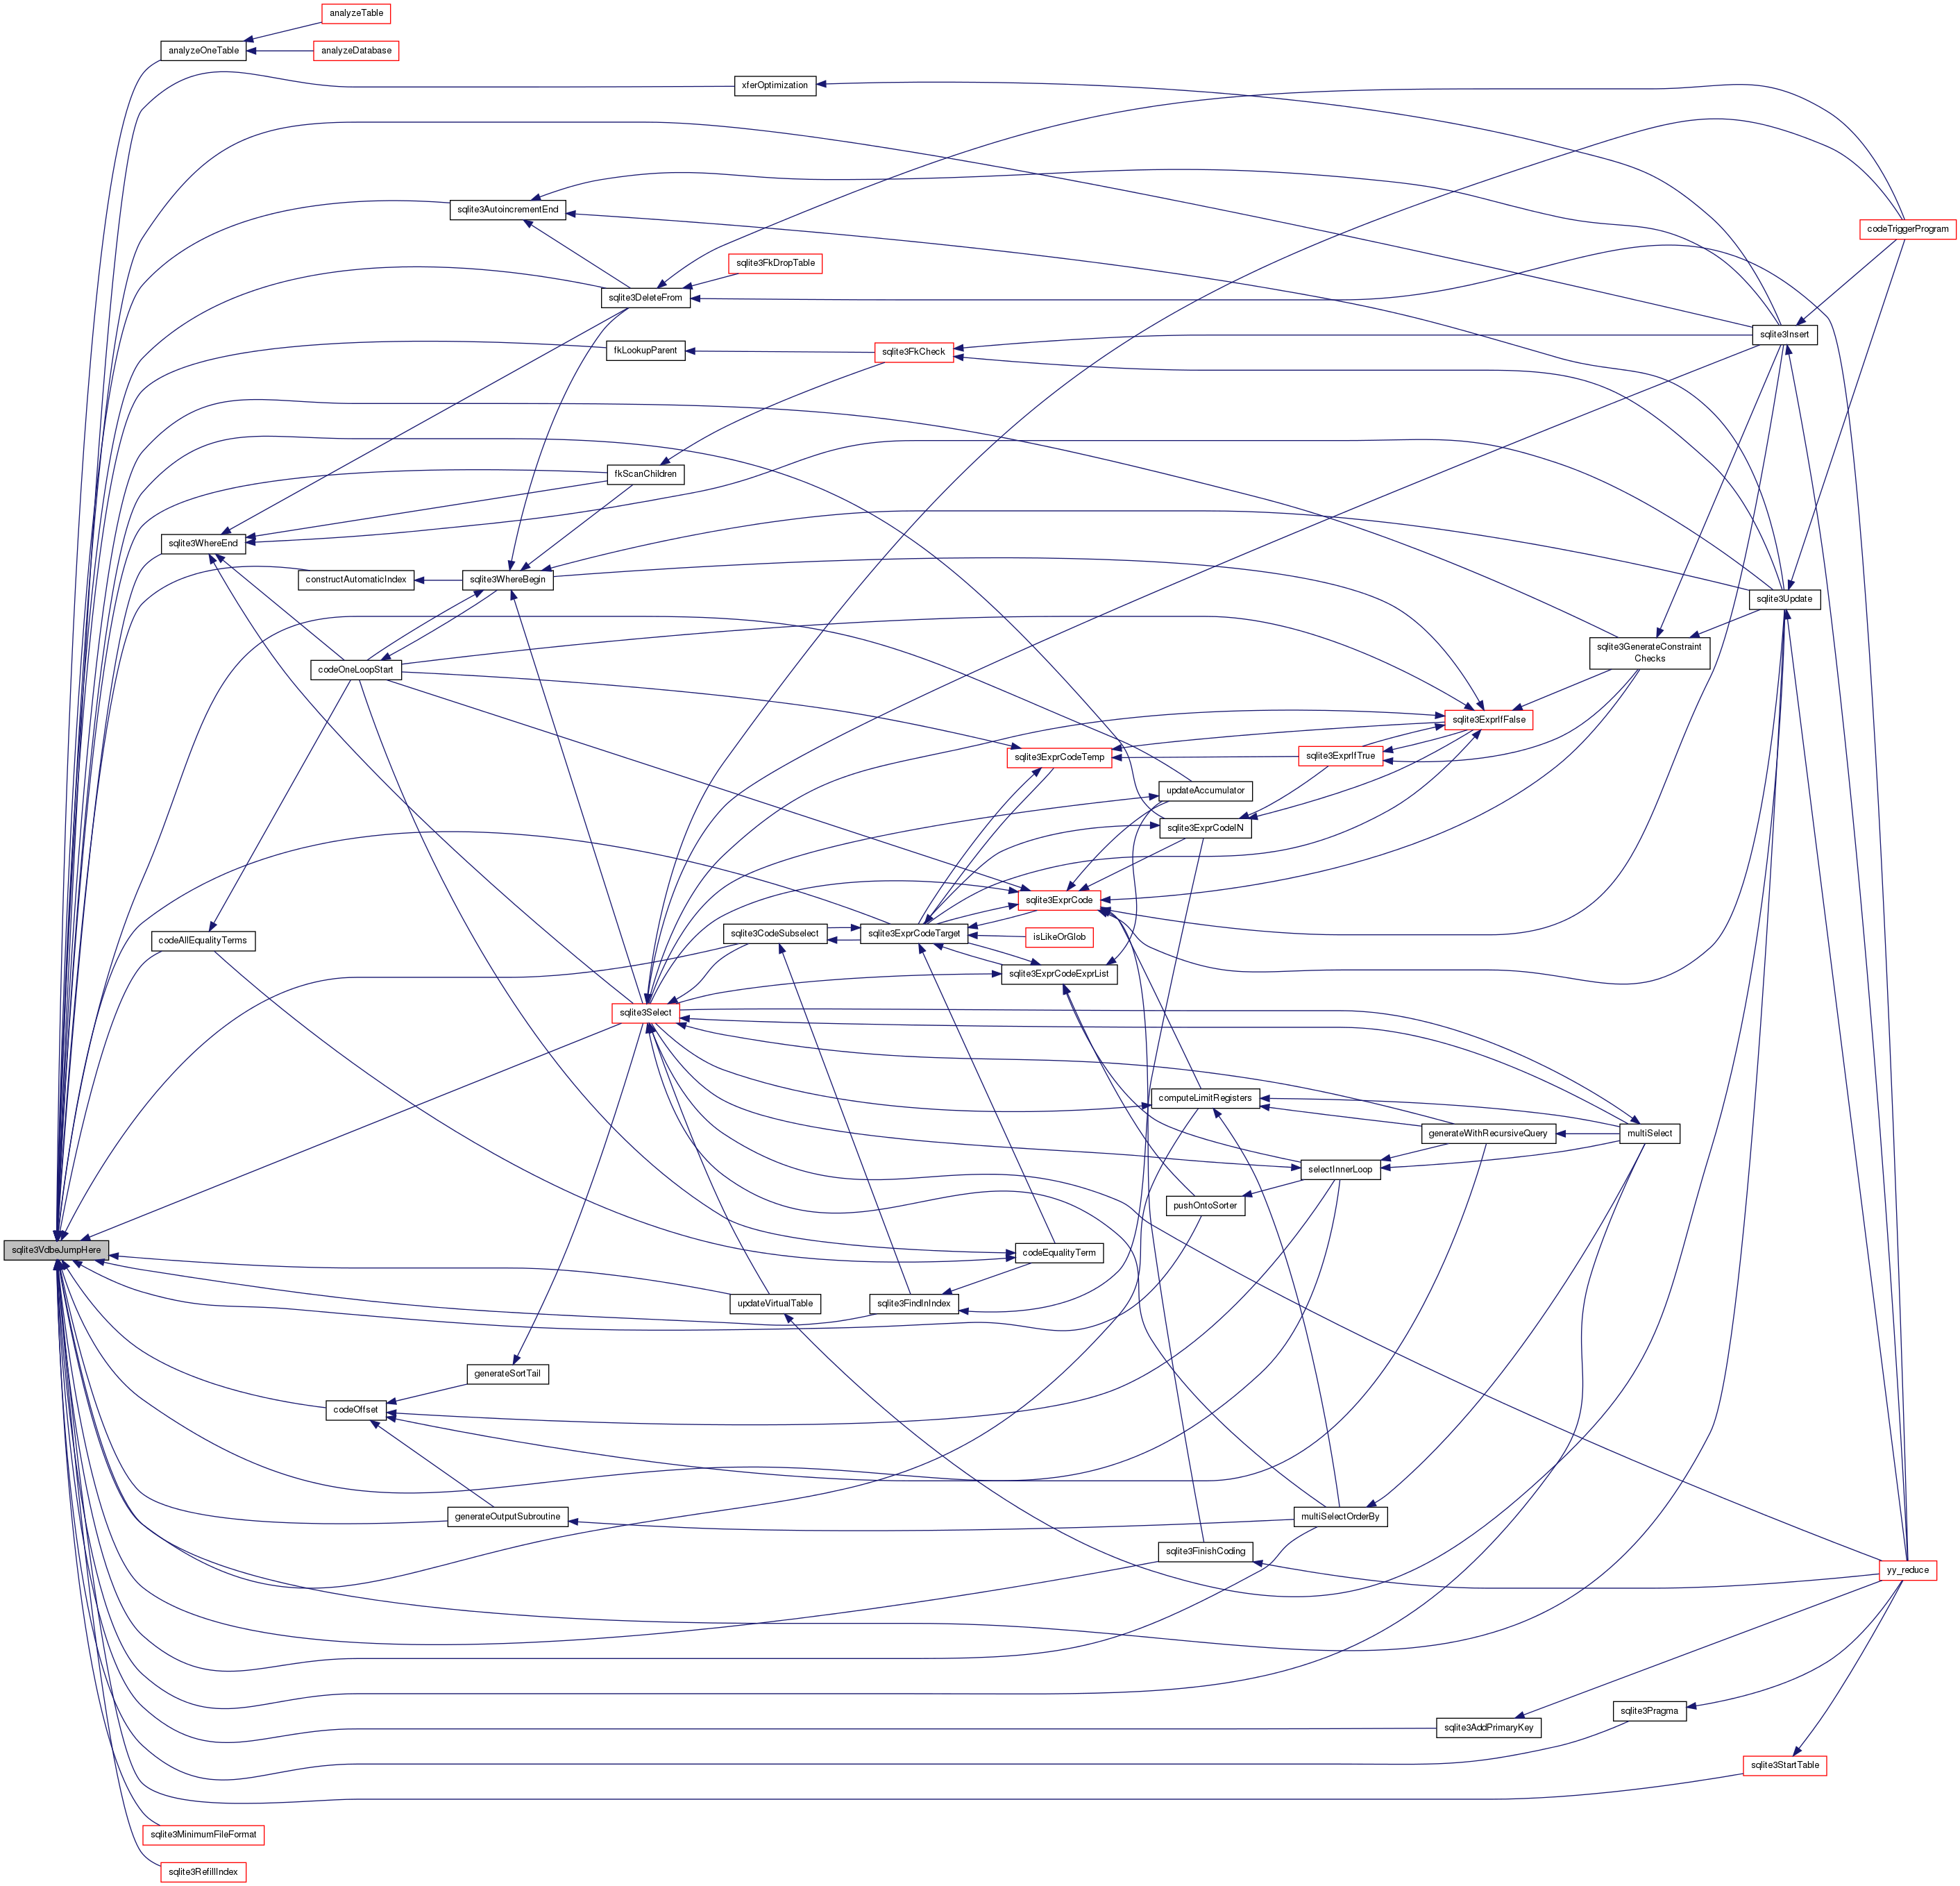 analyzeTable
analyzeOneTable
analyzeDatabase
xferOptimization
sqlite3AutoincrementEnd
codeTriggerProgram
sqlite3FkDropTable
sqlite3DeleteFrom
sqlite3Insert
fkLookupParent
sqlite3FkCheck
fkScanChildren
sqlite3WhereEnd
constructAutomaticIndex
sqlite3WhereBegin
sqlite3Update
sqlite3GenerateConstraint
Checks
codeOneLoopStart
sqlite3ExprIfFalse
sqlite3ExprCodeTemp
sqlite3ExprIfTrue
updateAccumulator
sqlite3ExprCodeIN
sqlite3ExprCode
codeAllEqualityTerms
sqlite3CodeSubselect
sqlite3ExprCodeTarget
isLikeOrGlob
sqlite3ExprCodeExprList
sqlite3Select
computeLimitRegisters
generateWithRecursiveQuery
multiSelect
selectInnerLoop
pushOntoSorter
sqlite3VdbeJumpHere
codeEqualityTerm
updateVirtualTable
sqlite3FindInIndex
generateSortTail
codeOffset
generateOutputSubroutine
multiSelectOrderBy
sqlite3FinishCoding
yy_reduce
sqlite3Pragma
sqlite3AddPrimaryKey
sqlite3StartTable
sqlite3MinimumFileFormat
sqlite3RefillIndex